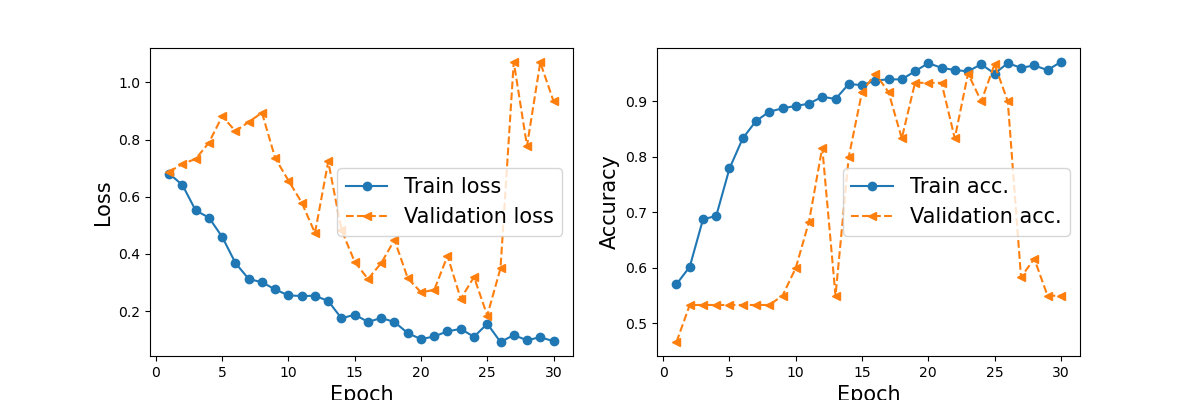 1.0
0.8
0.6
0.4
0.2
0 5 10 15 20 25 30
Loss
Epoch
Train loss
Validation loss
0.9
0.8
0.7
0.6
0.5
0 5 10 15 20 25 30
Accuracy
Epoch
Train acc.
Validation acc.